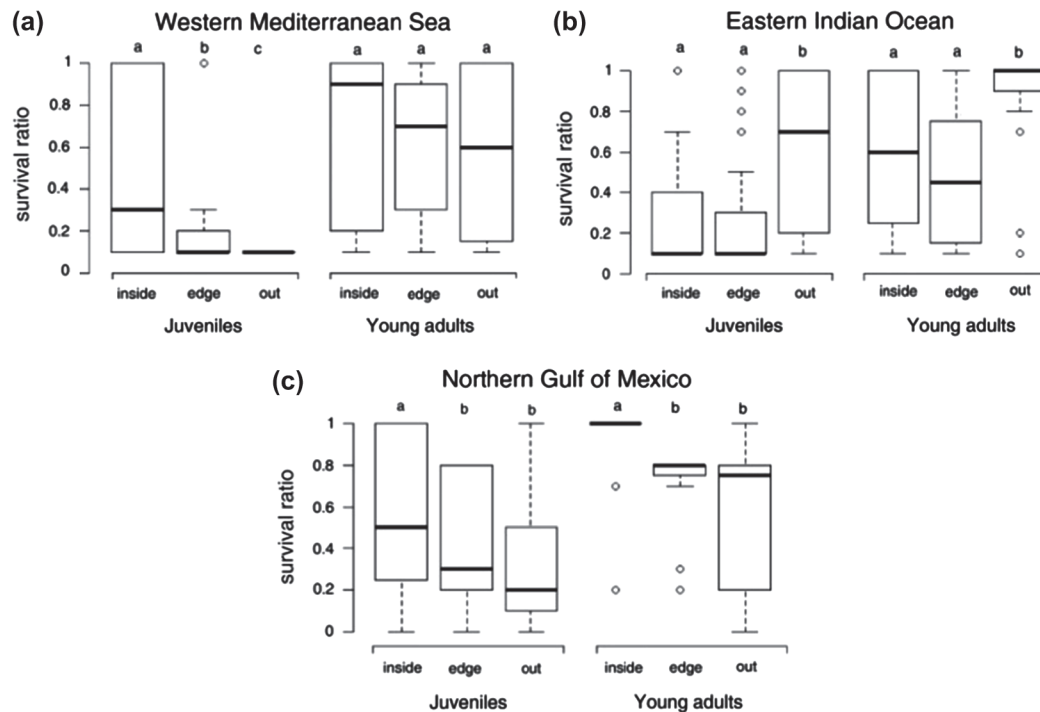 (a) Western Mediterranean Sea
a b c a a a
survival ratio
1
0.8
0.6
0.4
0.2
0
inside edge out inside edge out
Juveniles Young adults
(b) Eastern Indian Ocean
a a b a a b
survival ratio
1
0.8
0.6
0.4
0.2
0
inside edge out inside edge out
Juveniles Young adults
(c) Northern Gulf of Mexico
a b b a b b
survival ratio
1
0.8
0.6
0.4
0.2
0
inside edge out inside edge out
Juveniles Young adults